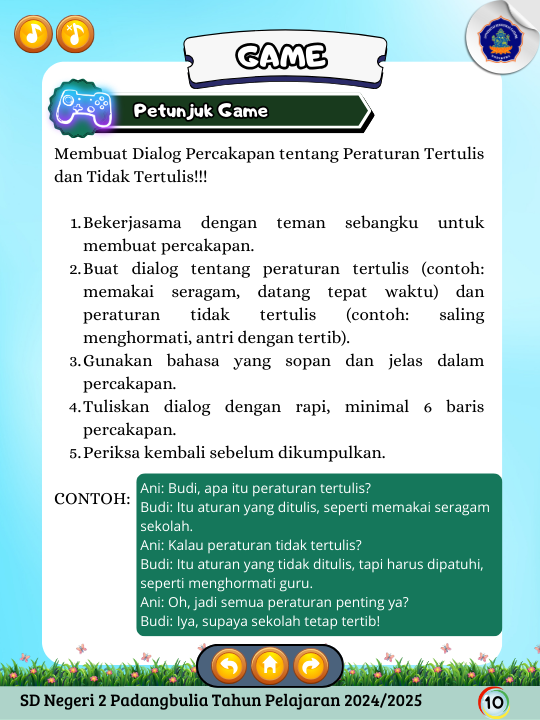 GAME
Petunjuk Game
Membuat Dialog Percakapan tentang Peraturan Tertulis
dan Tidak Tertulis!!!
1. Bekerjasama dengan teman sebangku untuk
membuat percakapan.
2. Buat dialog tentang peraturan tertulis (contoh:
memakai seragam, datang tepat waktu) dan
peraturan tidak tertulis (contoh: saling
menghormati, antri dengan tertib).
3. Gunakan bahasa yang sopan dan jelas dalam
percakapan.
4. Tuliskan dialog dengan rapi, minimal 6 baris
percakapan.
5. Periksa kembali sebelum dikumpulkan.
CONTOH:
Ani: Budi, apa itu peraturan tertulis?
Budi: Itu aturan yang ditulis, seperti memakai seragam
sekolah.
Ani: Kalau peraturan tidak tertulis?
Budi: Itu aturan yang tidak ditulis, tapi harus dipatuhi,
seperti menghormati guru.
Ani: Oh, jadi semua peraturan penting ya?
Budi: Iya, supaya sekolah tetap tertib!
SD Negeri 2 Padangbulia Tahun Pelajaran 2024/2025
10